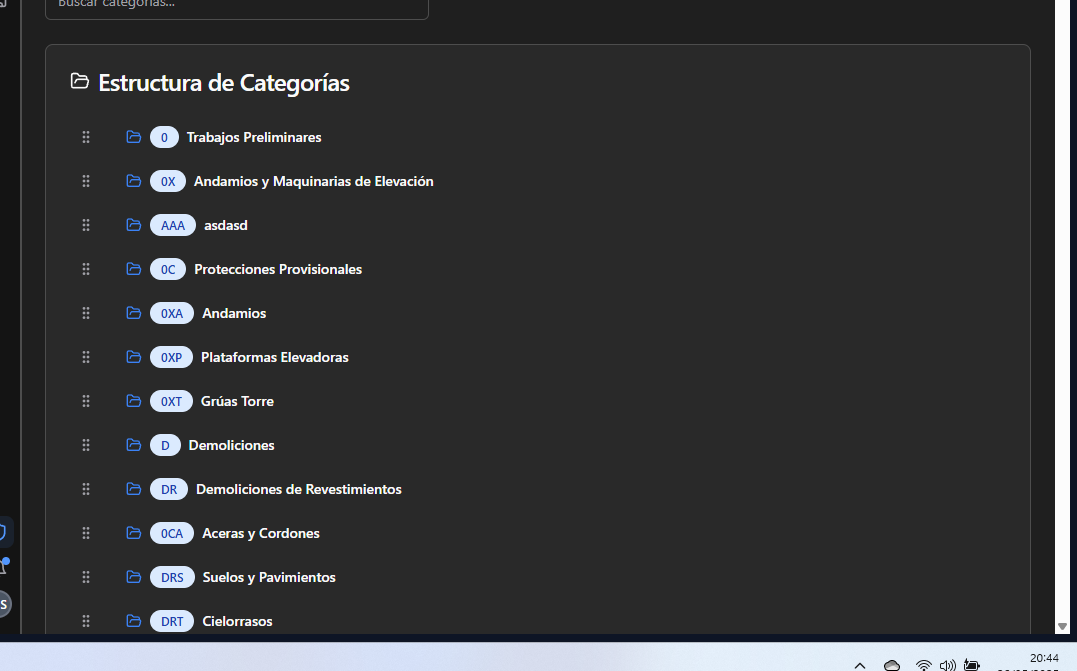 Buscar categorías...
Estructura de Categorías
0 Trabajos Preliminares
0X Andamios y Maquinarias de Elevación
AAA asdasd
0C Protecciones Provisionales
0XA Andamios
0XP Plataformas Elevadoras
0XT Grúas Torre
D Demoliciones
DR Demoliciones de Revestimientos
0CA Aceras y Cordones
DRS Suelos y Pavimientos
DRT Cielorrasos
S
20:44